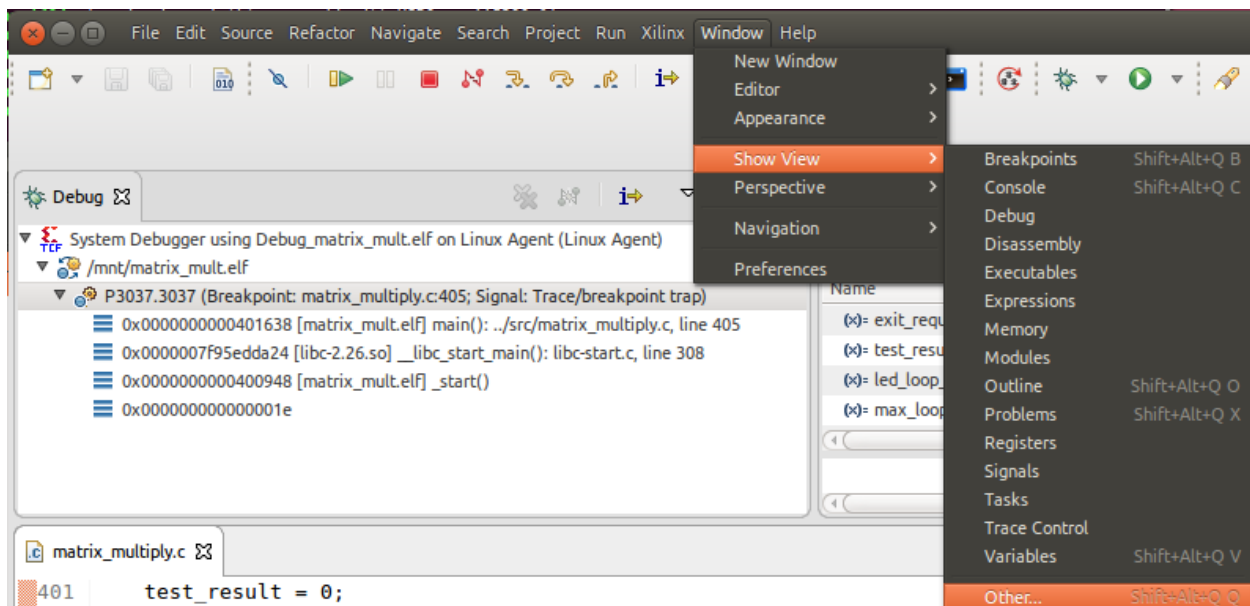 File Edit Source Refactor Navigate Search Project Run Xilinx Window Help
New Window
Editor
Appearance
Show View
Perspective
Navigation
Preferences
Breakpoints Shift+Alt+Q B
Console Shift+Alt+Q C
Debug
Disassembly
Executables
Expressions
Memory
Modules
Outline Shift+Alt+Q O
Problems Shift+Alt+Q X
Registers
Signals
Tasks
Trace Control
Variables Shift+Alt+Q V
Other... Shift+Alt+Q Q
010
Debug
TCF System Debugger using Debug_matrix_mult.elf on Linux Agent (Linux Agent)
/mnt/matrix_mult.elf
P3037.3037 (Breakpoint: matrix_multiply.c:405; Signal: Trace/breakpoint trap)
0x0000000000401638 [matrix_mult.elf] main(): ../src/matrix_multiply.c, line 405
0x0000007f95edda24 [libc-2.26.so] __libc_start_main(): libc-start.c, line 308
0x0000000000400948 [matrix_mult.elf] _start()
0x000000000000001e
Name
(x)= exit_requ
(x)= test_resu
(x)= led_loop_
(x)= max_loop
.c matrix_multiply.c
401 test_result = 0;